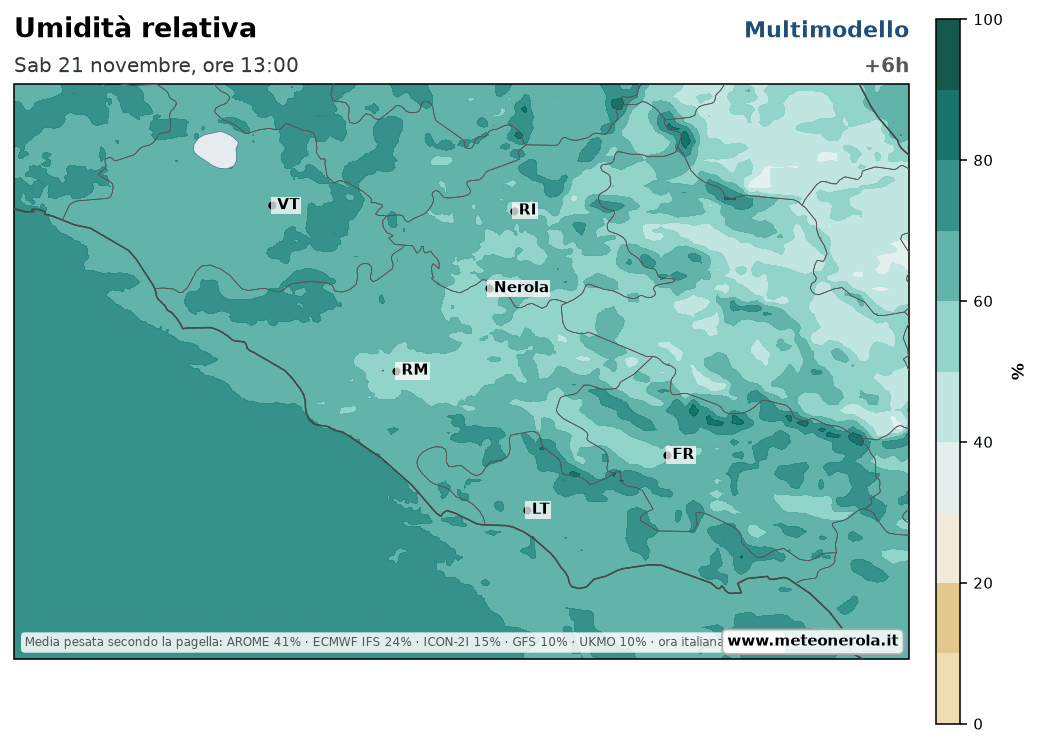 Umidità relativa
Multimodello
Sab 21 novembre, ore 13:00
+6h
100
80
60
40
20
0
%
VT
RI
Nerola
RM
FR
LT
Media pesata secondo la pagella: AROME 41% · ECMWF IFS 24% · ICON-2I 15% · GFS 10% · UKMO 10% · ora italiana
www.meteonerola.it